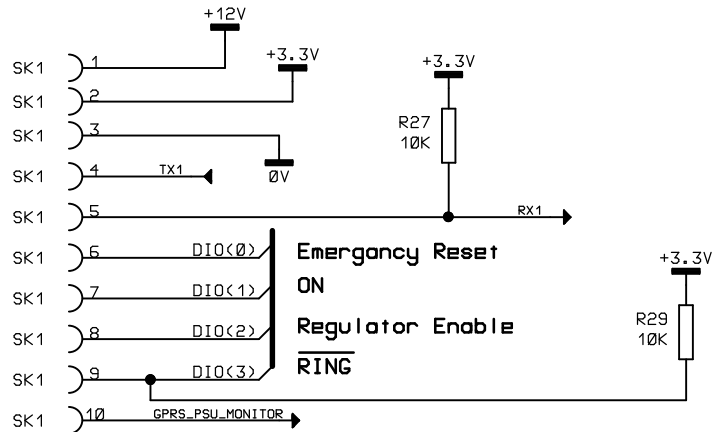 +12V
SK1 1
+3.3V
SK1 2
SK1 3
0V
SK1 4 TX1
+3.3V
R27
10K
SK1 5 RX1
SK1 6 DIO(0) Emergancy Reset
SK1 7 DIO(1) ON
SK1 8 DIO(2) Regulator Enable
SK1 9 DIO(3) RING
+3.3V
R29
10K
SK1 10 GPRS_PSU_MONITOR